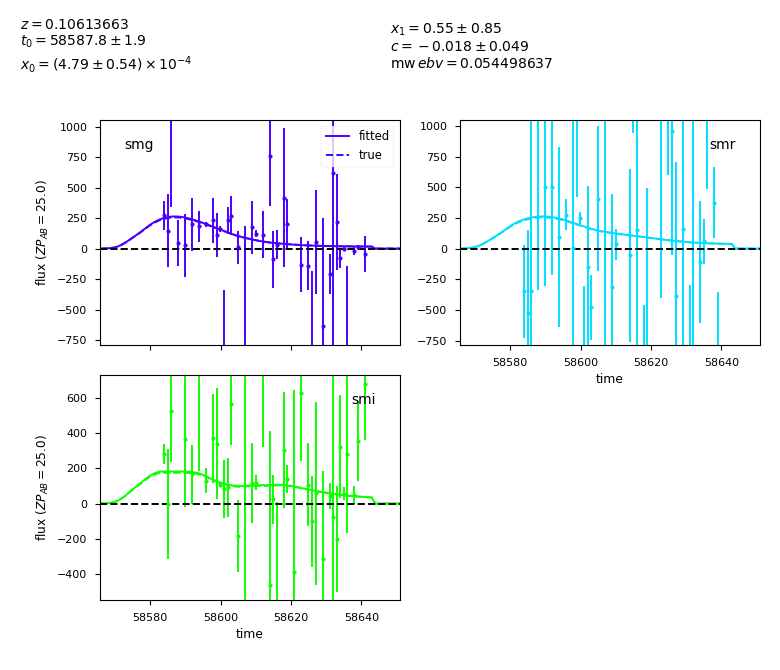 z = 0.10613663
t₀ = 58587.8 ± 1.9
x₀ = (4.79 ± 0.54) × 10⁻⁴
x₁ = 0.55 ± 0.85
c = −0.018 ± 0.049
mw ebv = 0.054498637
smg
fitted
true
1000
750
500
250
0
−250
−500
−750
flux (ZP_AB = 25.0)
smr
1000
750
500
250
0
−250
−500
−750
58580 58600 58620 58640
time
smi
600
400
200
0
−200
−400
flux (ZP_AB = 25.0)
58580 58600 58620 58640
time